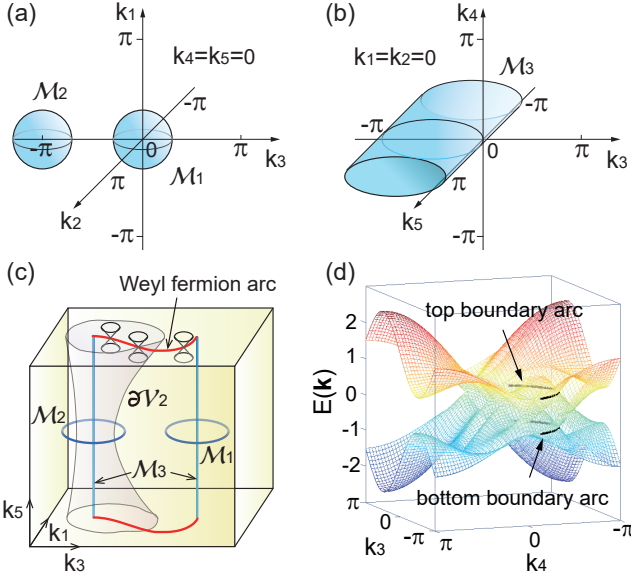 (a)
k₁
π
k₄=k₅=0
M₂
-π
-π
0
π
k₃
π
M₁
k₂
-π
(b)
k₄
π
k₁=k₂=0
M₃
-π
-π
0
π
k₃
π
k₅
-π
(c)
Weyl fermion arc
∂V₂
M₂
M₁
M₃
k₅
k₁
k₃
(d)
top boundary arc
2
1
E(k)
0
-1
-2
bottom boundary arc
π
0
k₃
-π
π
0
k₄
-π